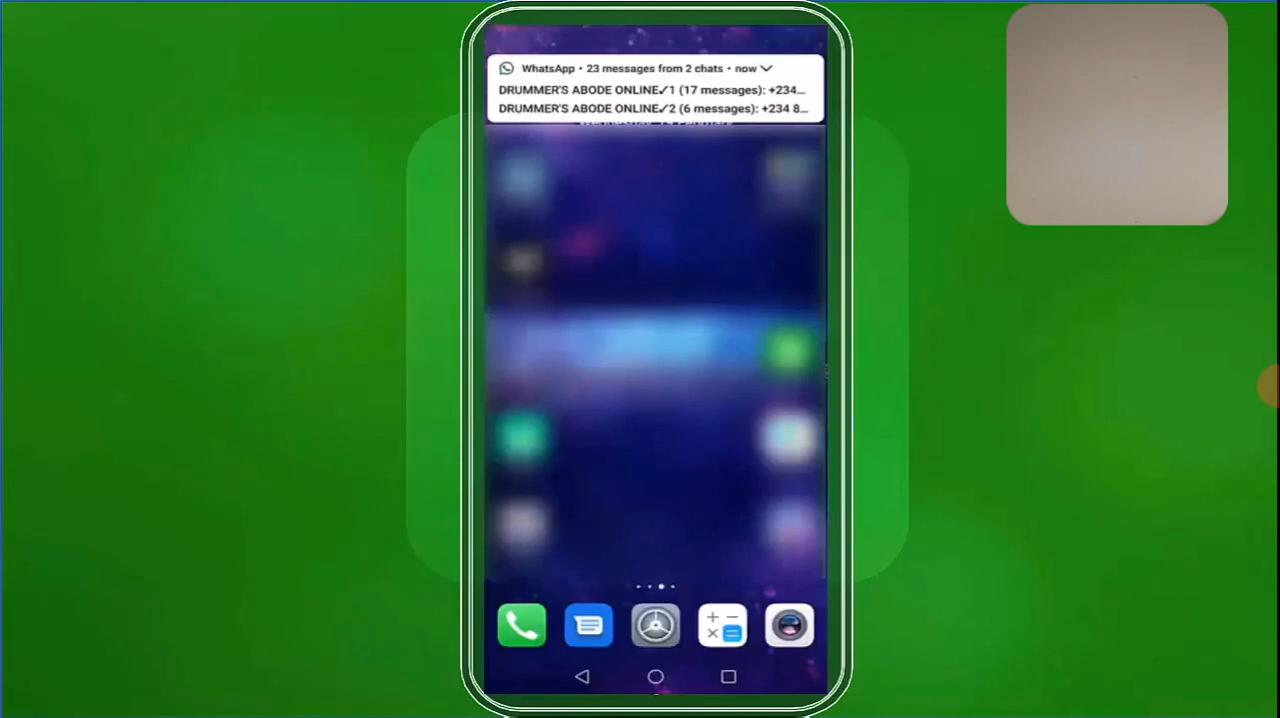 WhatsApp • 23 messages from 2 chats • now
DRUMMER'S ABODE ONLINE✓1 (17 messages): +234...
DRUMMER'S ABODE ONLINE✓2 (6 messages): +234 8...